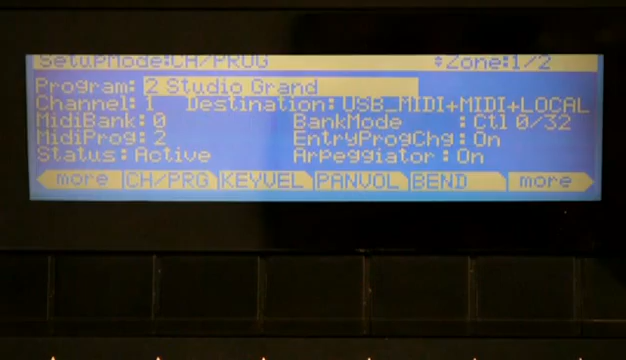 SetupMode:CH/PROG ⬍Zone:1/2
Program: 2 Studio Grand
Channel: 1 Destination: USB_MIDI+MIDI+LOCAL
MidiBank: 0 BankMode : Ctl 0/32
MidiProg: 2 EntryProgChg: On
Status: Active Arpeggiator : On
more CH/PRG KEYVEL PANVOL BEND more